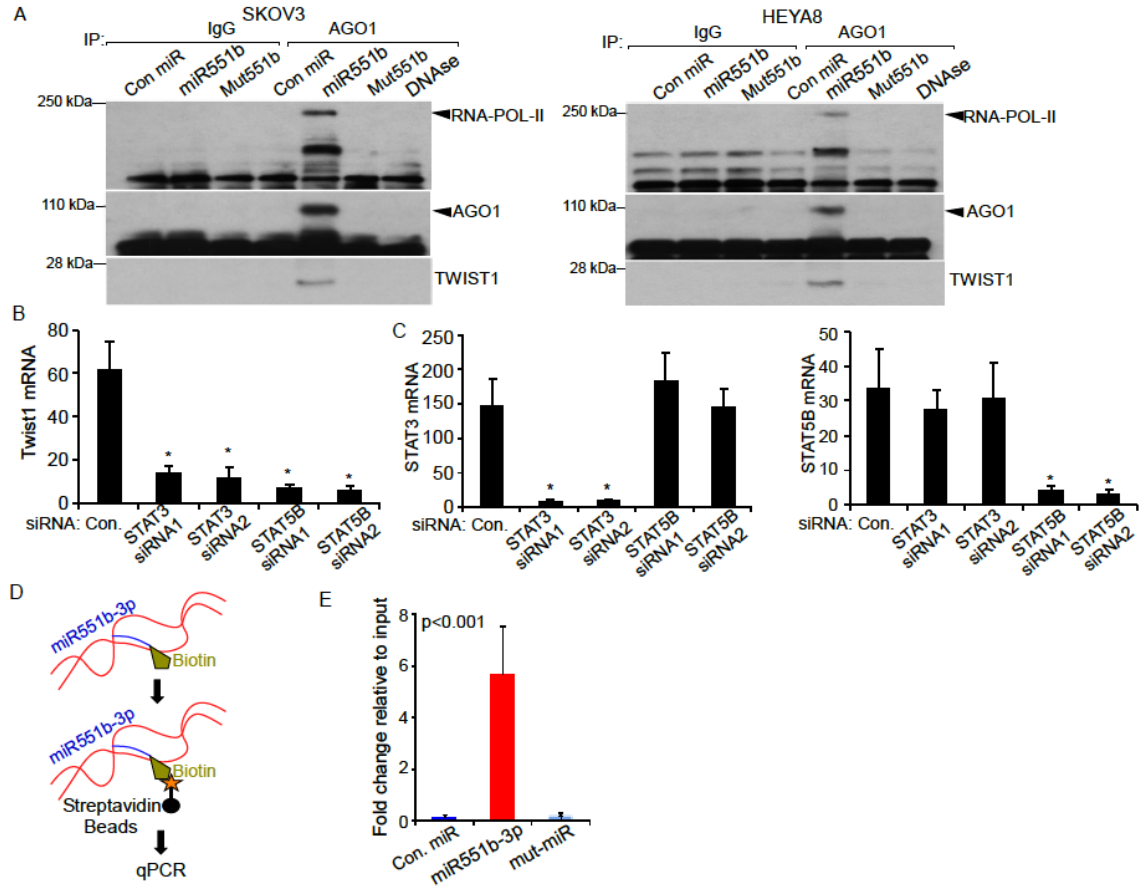 A
SKOV3
IP: IgG AGO1
Con miR miR551b Mut551b Con miR miR551b Mut551b DNAse
250 kDa RNA-POL-II
110 kDa AGO1
28 kDa TWIST1
HEYA8
IP: IgG AGO1
Con miR miR551b Mut551b Con miR miR551b Mut551b DNAse
250 kDa RNA-POL-II
110 kDa AGO1
28 kDa TWIST1
B
Twist1 mRNA
80
60
40
20
0
* * * *
siRNA: Con. STAT3 siRNA1 STAT3 siRNA2 STAT5B siRNA1 STAT5B siRNA2
C
STAT3 mRNA
250
200
150
100
50
0
* *
siRNA: Con. STAT3 siRNA1 STAT3 siRNA2 STAT5B siRNA1 STAT5B siRNA2
STAT5B mRNA
50
40
30
20
10
0
* *
siRNA: Con. STAT3 siRNA1 STAT3 siRNA2 STAT5B siRNA1 STAT5B siRNA2
D
miR551b-3p
Biotin
miR551b-3p
Biotin
Streptavidin
Beads
qPCR
E
Fold change relative to input
8
6
4
2
0
p<0.001
Con. miR miR551b-3p mut-miR